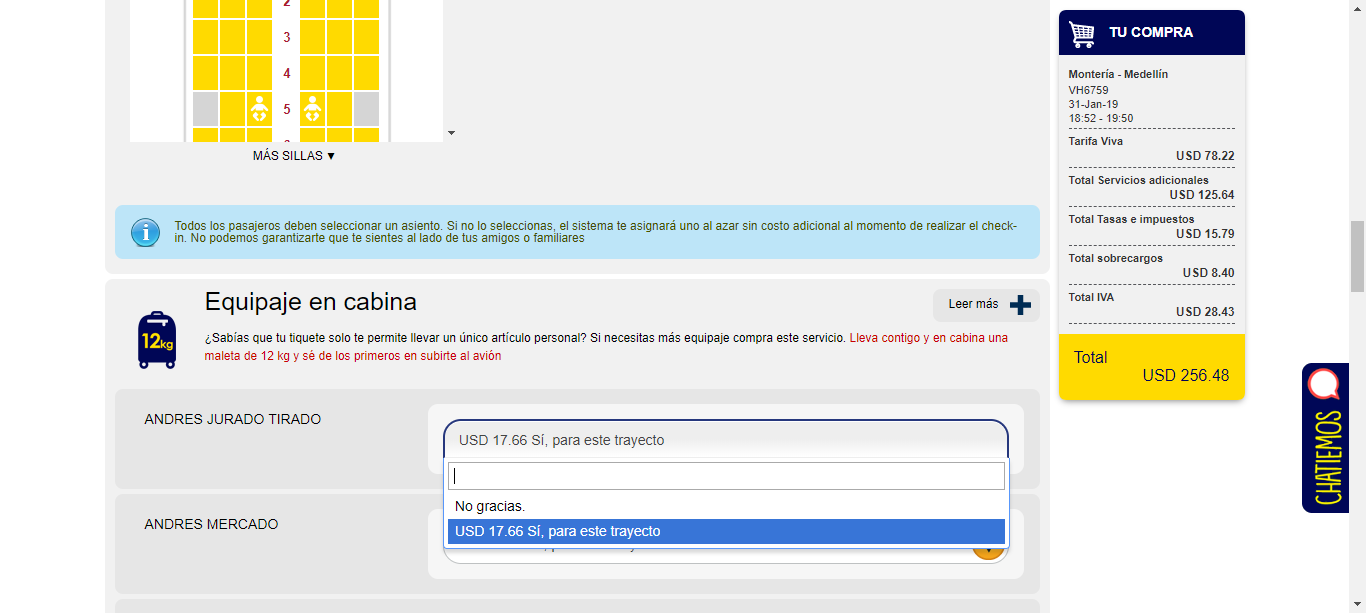 2
3
4
5
MÁS SILLAS ▼
Todos los pasajeros deben seleccionar un asiento. Si no lo seleccionas, el sistema te asignará uno al azar sin costo adicional al momento de realizar el check-
in. No podemos garantizarte que te sientes al lado de tus amigos o familiares
Equipaje en cabina
Leer más
12kg
¿Sabías que tu tiquete solo te permite llevar un único artículo personal? Si necesitas más equipaje compra este servicio. Lleva contigo y en cabina una
maleta de 12 kg y sé de los primeros en subirte al avión
ANDRES JURADO TIRADO
USD 17.66 Sí, para este trayecto
No gracias.
USD 17.66 Sí, para este trayecto
ANDRES MERCADO
TU COMPRA
Montería - Medellín
VH6759
31-Jan-19
18:52 - 19:50
Tarifa Viva
USD 78.22
Total Servicios adicionales
USD 125.64
Total Tasas e impuestos
USD 15.79
Total sobrecargos
USD 8.40
Total IVA
USD 28.43
Total
USD 256.48
CHATIEMOS